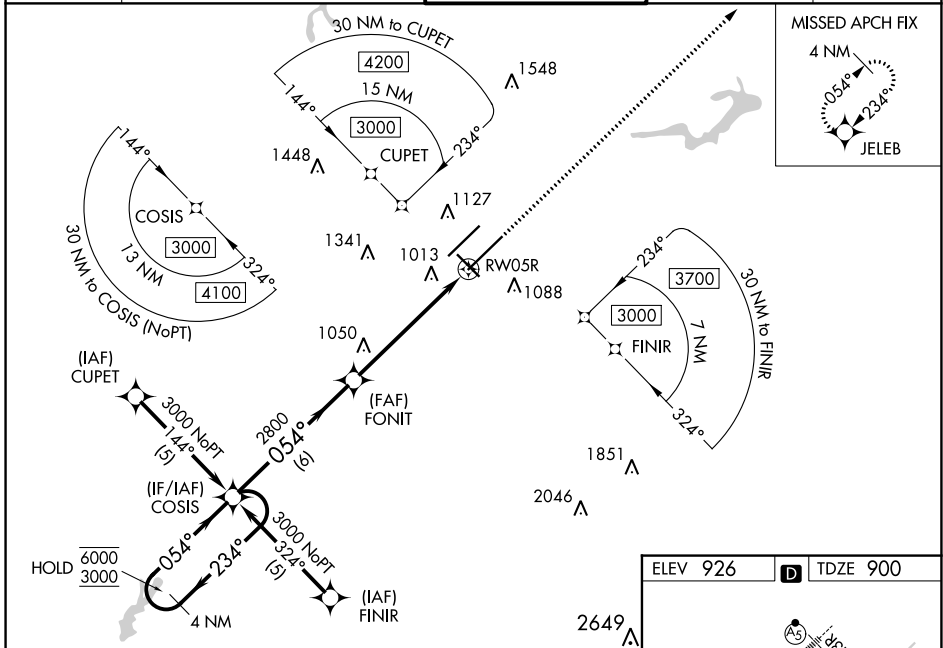 30 NM to CUPET
4200
15 NM
3000
144°
234°
CUPET
1548
1448
1127
MISSED APCH FIX
4 NM
054°
234°
JELEB
144°
COSIS
3000
13 NM
4100
324°
30 NM to COSIS (NoPT)
1341
1013
RW05R
1088
234°
3700
3000
7 NM
30 NM to FINIR
FINIR
324°
1050
(FAF)
FONIT
(IAF)
CUPET
3000 NoPT
144°
(5)
2800
054°
(6)
(IF/IAF)
COSIS
3000 NoPT
324°
(5)
054°
234°
HOLD
6000
3000
4 NM
(IAF)
FINIR
1851
2046
2649
ELEV 926
D
TDZE 900
A5